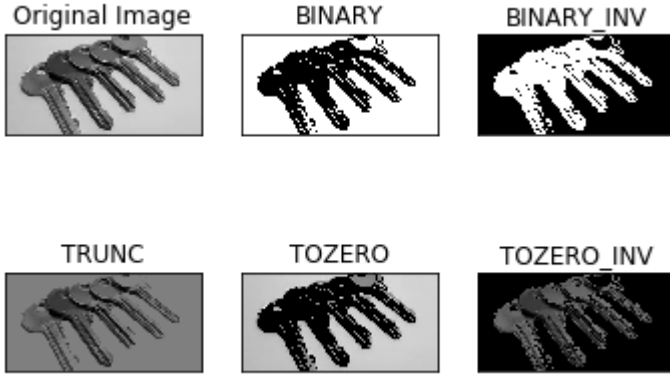 Original Image
BINARY
BINARY_INV
TRUNC
TOZERO
TOZERO_INV